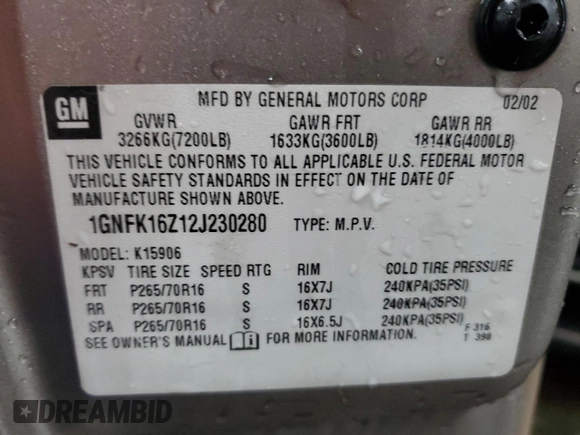 GM
MFD BY GENERAL MOTORS CORP 02/02
GVWR GAWR FRT GAWR RR
3266KG(7200LB) 1633KG(3600LB) 1814KG(4000LB)
THIS VEHICLE CONFORMS TO ALL APPLICABLE U.S. FEDERAL MOTOR
VEHICLE SAFETY STANDARDS IN EFFECT ON THE DATE OF
MANUFACTURE SHOWN ABOVE.
1GNFK16Z12J230280 TYPE: M.P.V.
MODEL: K15906
KPSV TIRE SIZE SPEED RTG RIM COLD TIRE PRESSURE
FRT P265/70R16 S 16X7J 240KPA(35PSI)
RR P265/70R16 S 16X7J 240KPA(35PSI)
SPA P265/70R16 S 16X6.5J 240KPA(35PSI)
SEE OWNER'S MANUAL i FOR MORE INFORMATION.
F 316
T 398
DREAMBID